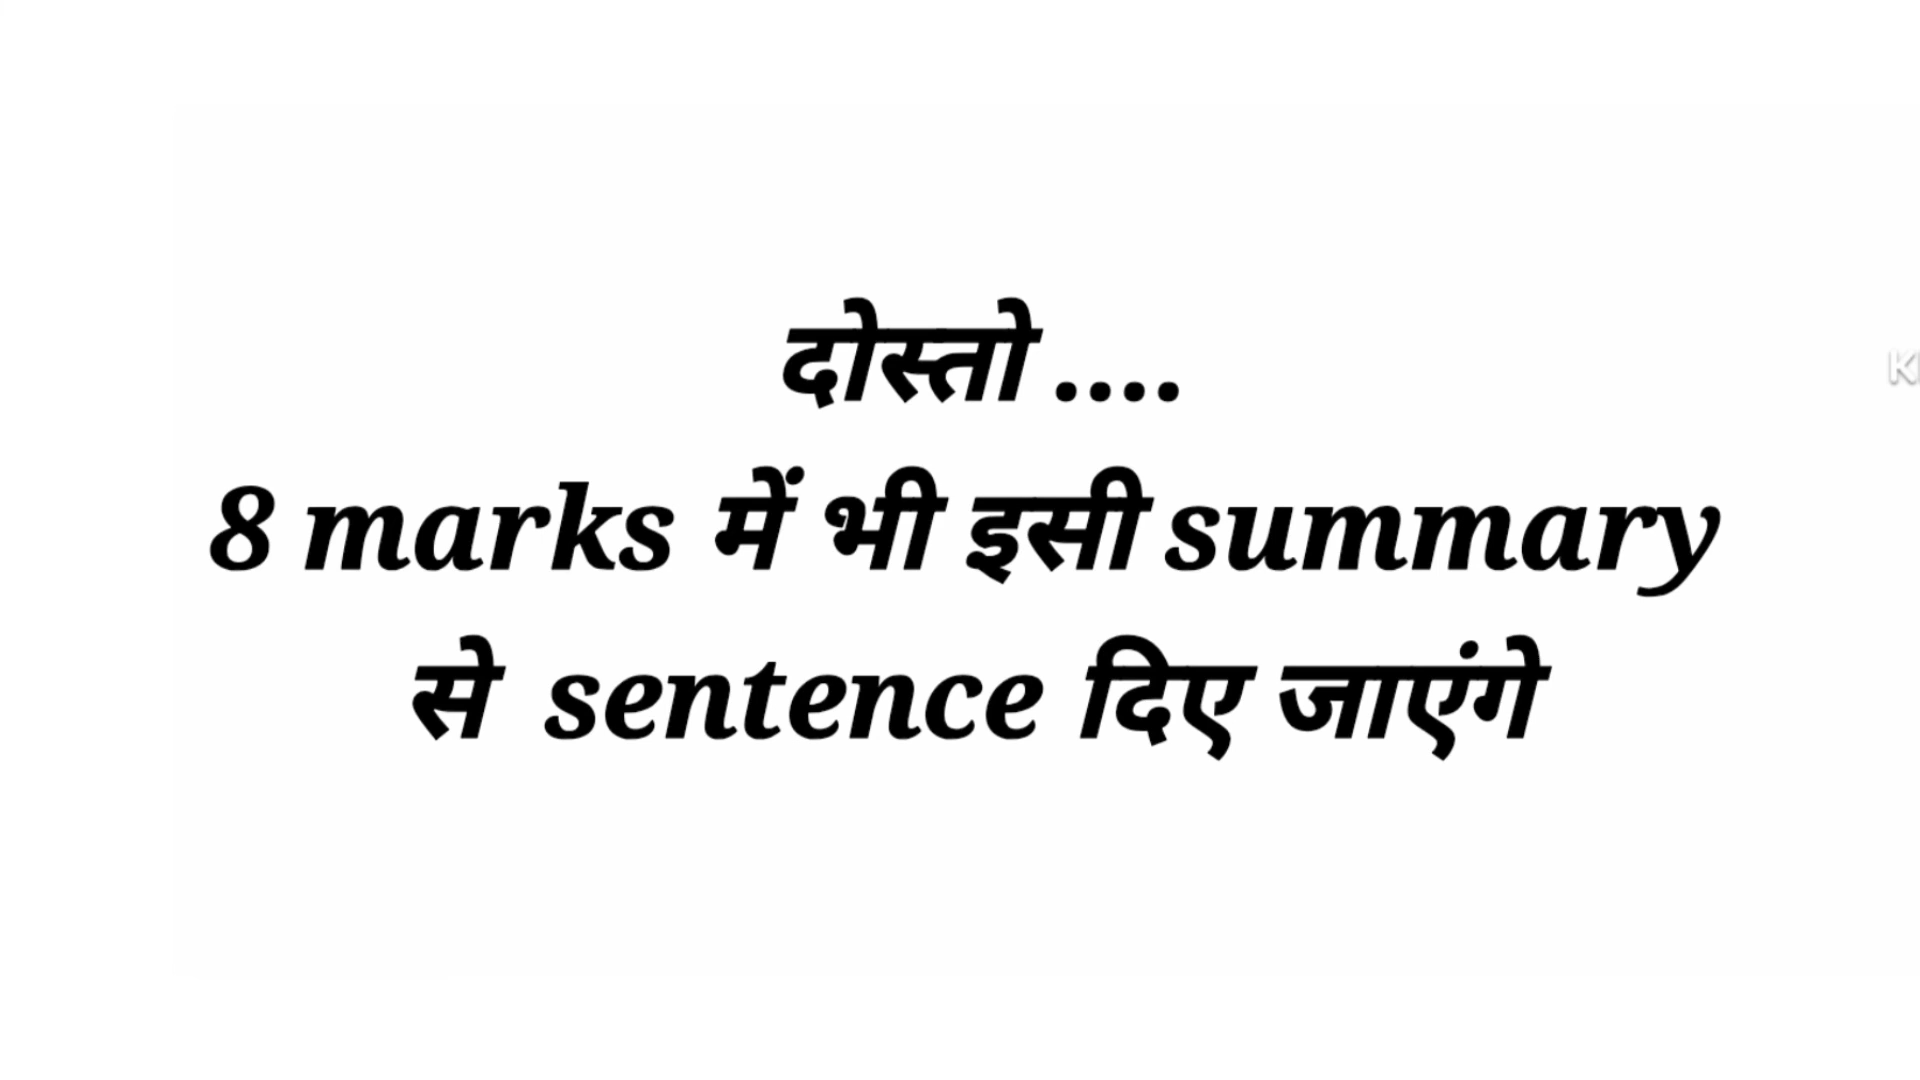 दोस्तो ....
8 marks में भी इसी summary
से sentence दिए जाएंगे